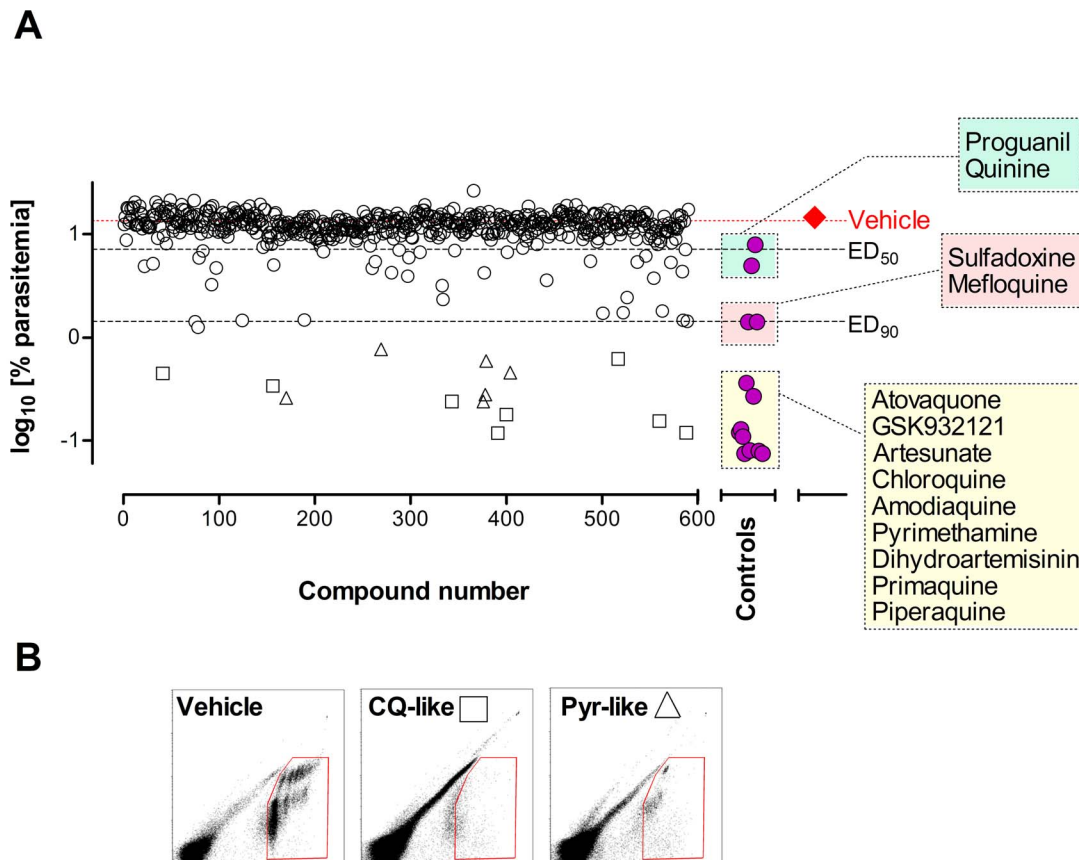 A
Proguanil
Quinine
log10 [% parasitemia]
1
0
-1
Vehicle
ED50
ED90
Sulfadoxine
Mefloquine
Atovaquone
GSK932121
Artesunate
Chloroquine
Amodiaquine
Pyrimethamine
Dihydroartemisinin
Primaquine
Piperaquine
0 100 200 300 400 500 600
Compound number
Controls
B
Vehicle
CQ-like
Pyr-like